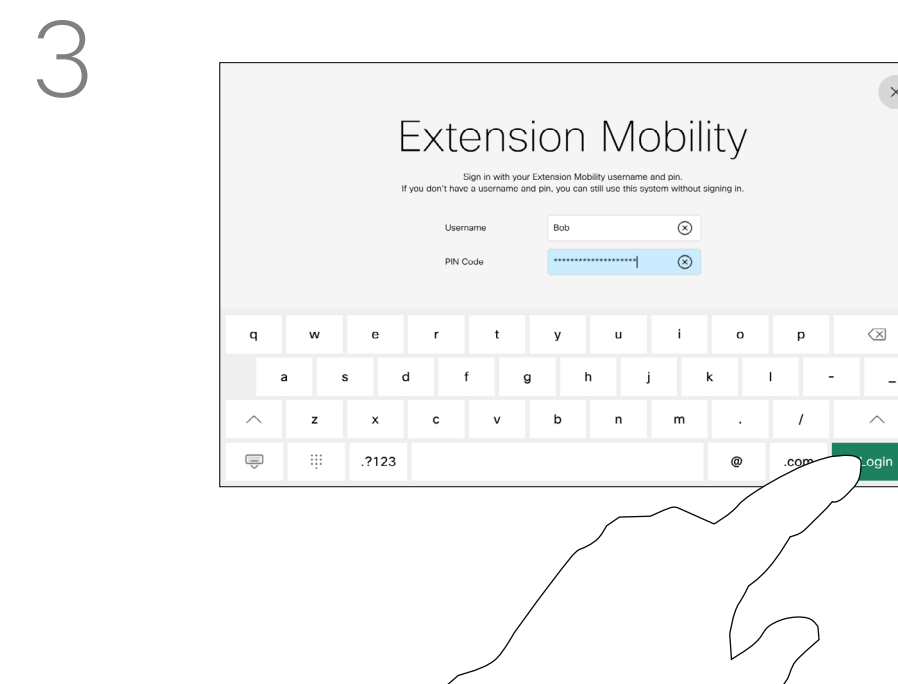 3
Extension Mobility
Sign in with your Extension Mobility username and pin.
If you don't have a username and pin, you can still use this system without signing in.
Username Bob
PIN Code ********************
q w e r t y u i o p
a s d f g h j k l - _
z x c v b n m . /
.?123 @ .com Login